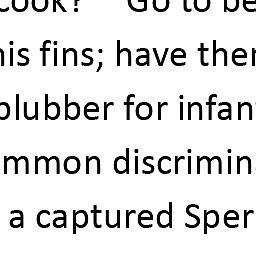 cook? Go to be
his fins; have ther
blubber for infan
mmon discrimin
a captured Sper